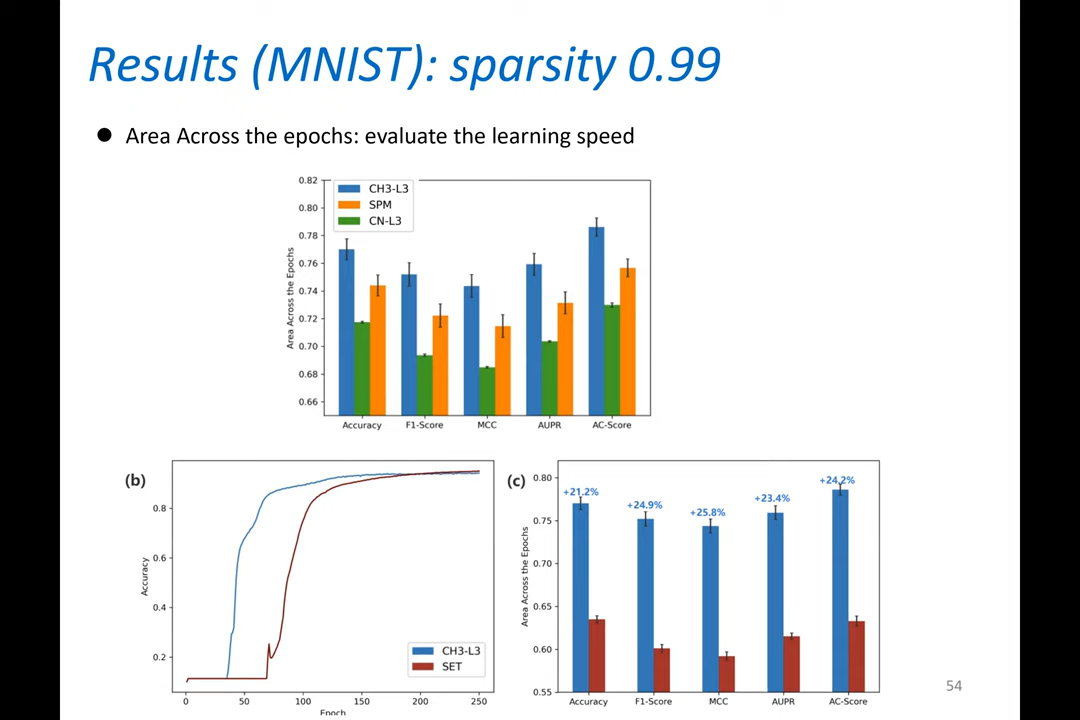 Results (MNIST): sparsity 0.99
● Area Across the epochs: evaluate the learning speed
0.82
0.80
0.78
0.76
0.74
0.72
0.70
0.68
0.66
Area Across the Epochs
CH3-L3
SPM
CN-L3
Accuracy F1-Score MCC AUPR AC-Score
(b)
0.8
0.6
0.4
0.2
Accuracy
CH3-L3
SET
0 50 100 150 200 250
Epoch
(c)
0.80
0.75
0.70
0.65
0.60
0.55
Area Across the Epochs
+21.2% +24.9% +25.8% +23.4% +24.2%
Accuracy F1-Score MCC AUPR AC-Score
54